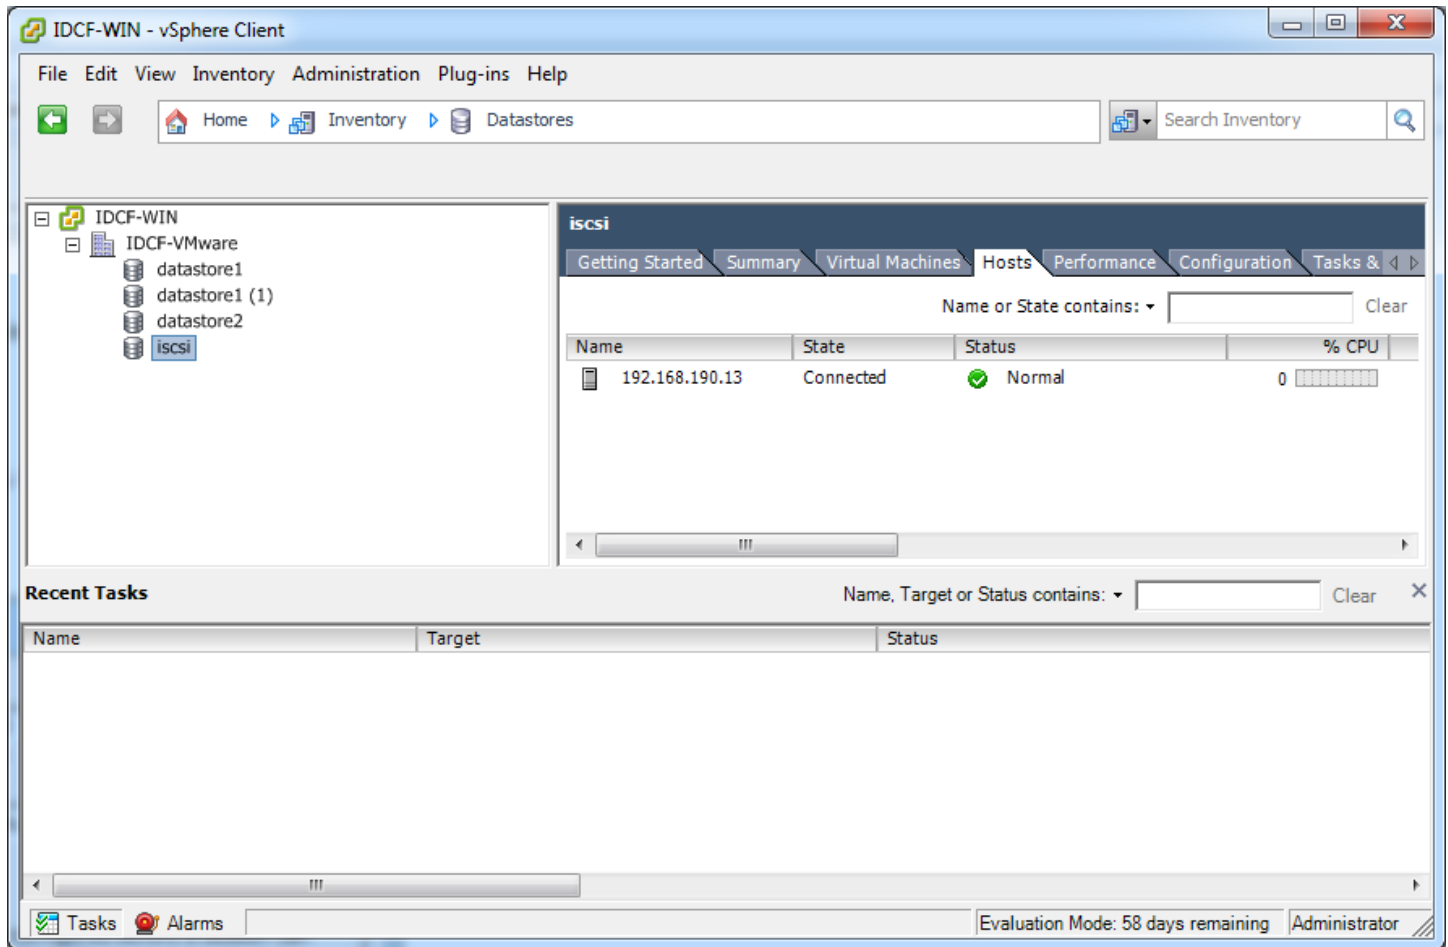 IDCF-WIN - vSphere Client
File Edit View Inventory Administration Plug-ins Help
Home Inventory Datastores Search Inventory
IDCF-WIN
IDCF-VMware
datastore1
datastore1 (1)
datastore2
iscsi
iscsi
Getting Started Summary Virtual Machines Hosts Performance Configuration Tasks &
Name or State contains: Clear
Name State Status % CPU
192.168.190.13 Connected Normal 0
Recent Tasks Name, Target or Status contains: Clear
Name Target Status
Tasks Alarms Evaluation Mode: 58 days remaining Administrator